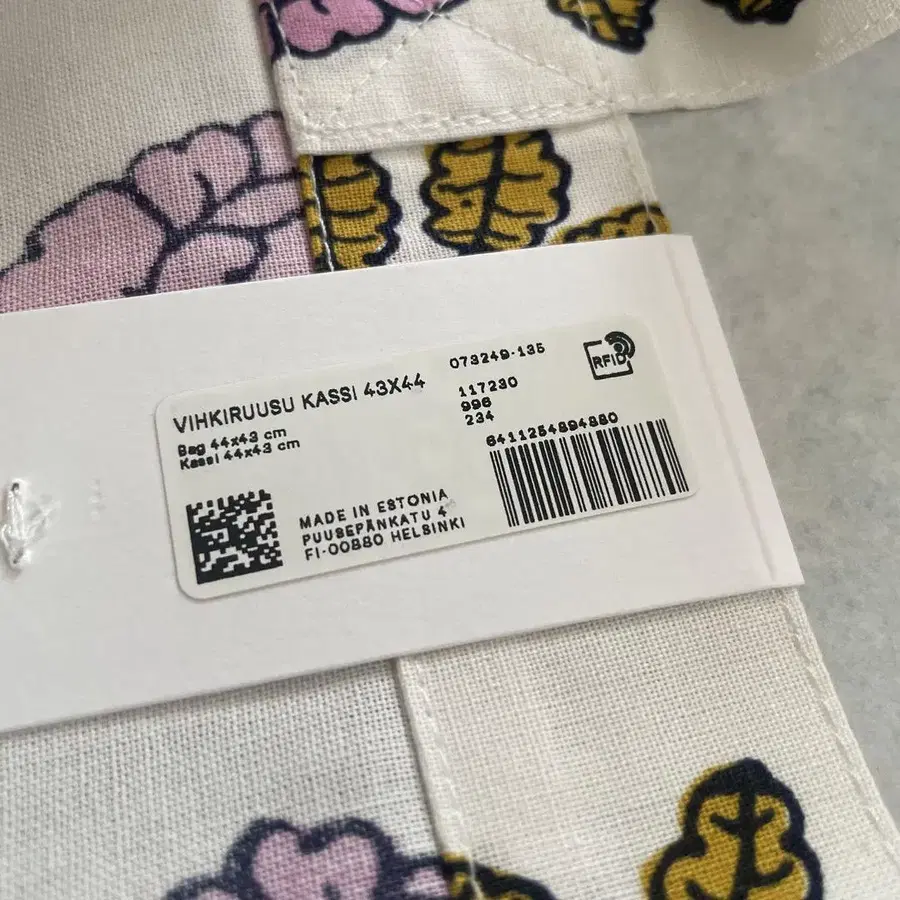 VIHKIRUUSU KASSI 43X44
Bag 44x43 cm
Kassi 44x43 cm
073249-135
117230
996
234
RFID
6411254894880
MADE IN ESTONIA
PUUSEPÄNKATU 4
FI-00880 HELSINKI